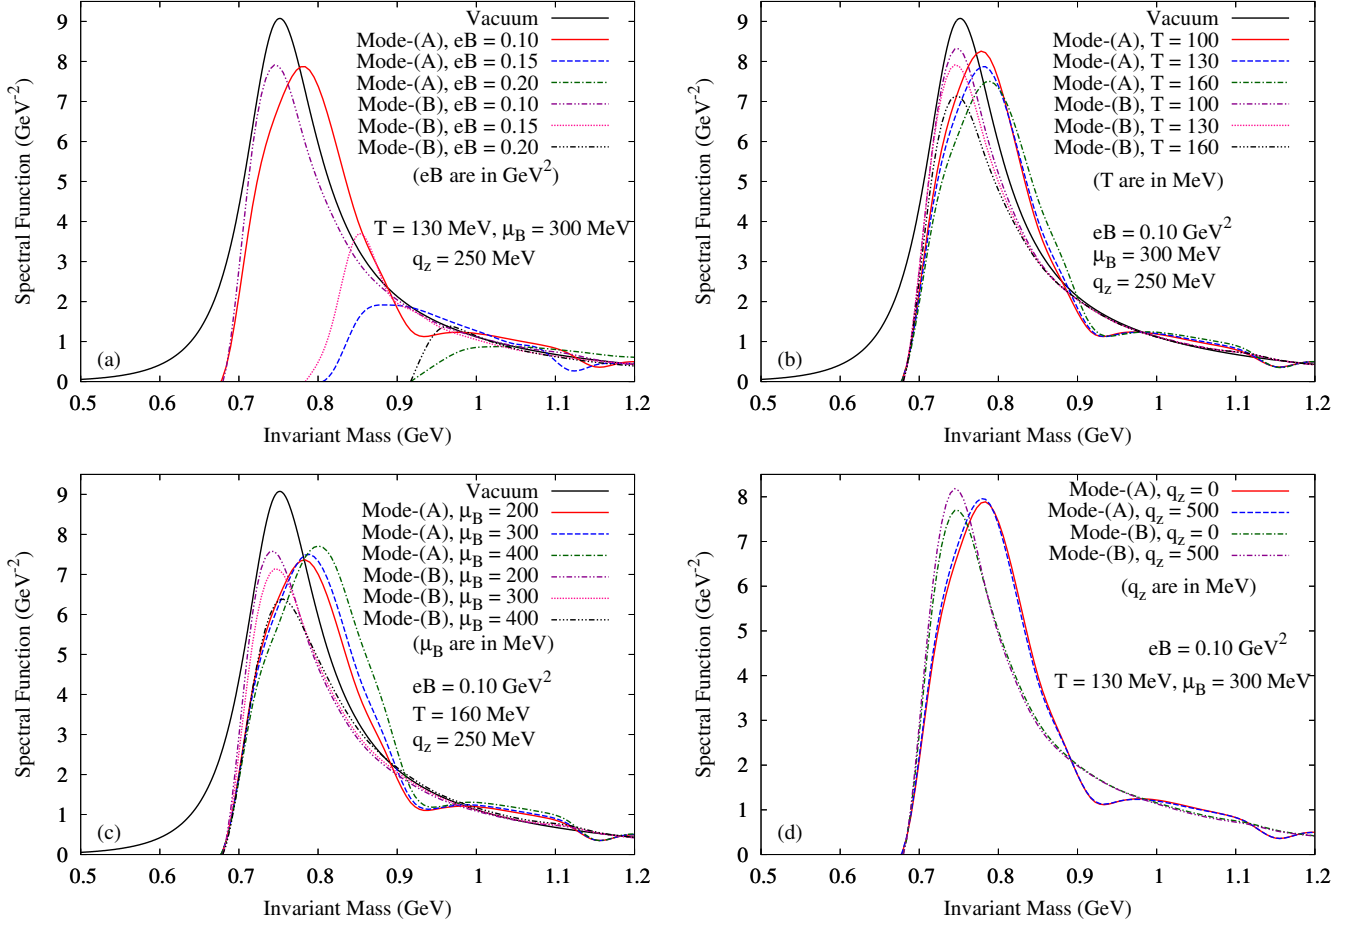 9
8
7
6
5
4
3
2
1
0
Spectral Function (GeV⁻²)
Vacuum
Mode-(A), eB = 0.10
Mode-(A), eB = 0.15
Mode-(A), eB = 0.20
Mode-(B), eB = 0.10
Mode-(B), eB = 0.15
Mode-(B), eB = 0.20
(eB are in GeV²)
T = 130 MeV, μ_B = 300 MeV
q_z = 250 MeV
(a)
0.5 0.6 0.7 0.8 0.9 1 1.1 1.2
Invariant Mass (GeV)
9
8
7
6
5
4
3
2
1
0
Spectral Function (GeV⁻²)
Vacuum
Mode-(A), T = 100
Mode-(A), T = 130
Mode-(A), T = 160
Mode-(B), T = 100
Mode-(B), T = 130
Mode-(B), T = 160
(T are in MeV)
eB = 0.10 GeV²
μ_B = 300 MeV
q_z = 250 MeV
(b)
0.5 0.6 0.7 0.8 0.9 1 1.1 1.2
Invariant Mass (GeV)
9
8
7
6
5
4
3
2
1
0
Spectral Function (GeV⁻²)
Vacuum
Mode-(A), μ_B = 200
Mode-(A), μ_B = 300
Mode-(A), μ_B = 400
Mode-(B), μ_B = 200
Mode-(B), μ_B = 300
Mode-(B), μ_B = 400
(μ_B are in MeV)
eB = 0.10 GeV²
T = 160 MeV
q_z = 250 MeV
(c)
0.5 0.6 0.7 0.8 0.9 1 1.1 1.2
Invariant Mass (GeV)
8
7
6
5
4
3
2
1
0
Spectral Function (GeV⁻²)
Mode-(A), q_z = 0
Mode-(A), q_z = 500
Mode-(B), q_z = 0
Mode-(B), q_z = 500
(q_z are in MeV)
eB = 0.10 GeV²
T = 130 MeV, μ_B = 300 MeV
(d)
0.5 0.6 0.7 0.8 0.9 1 1.1 1.2
Invariant Mass (GeV)